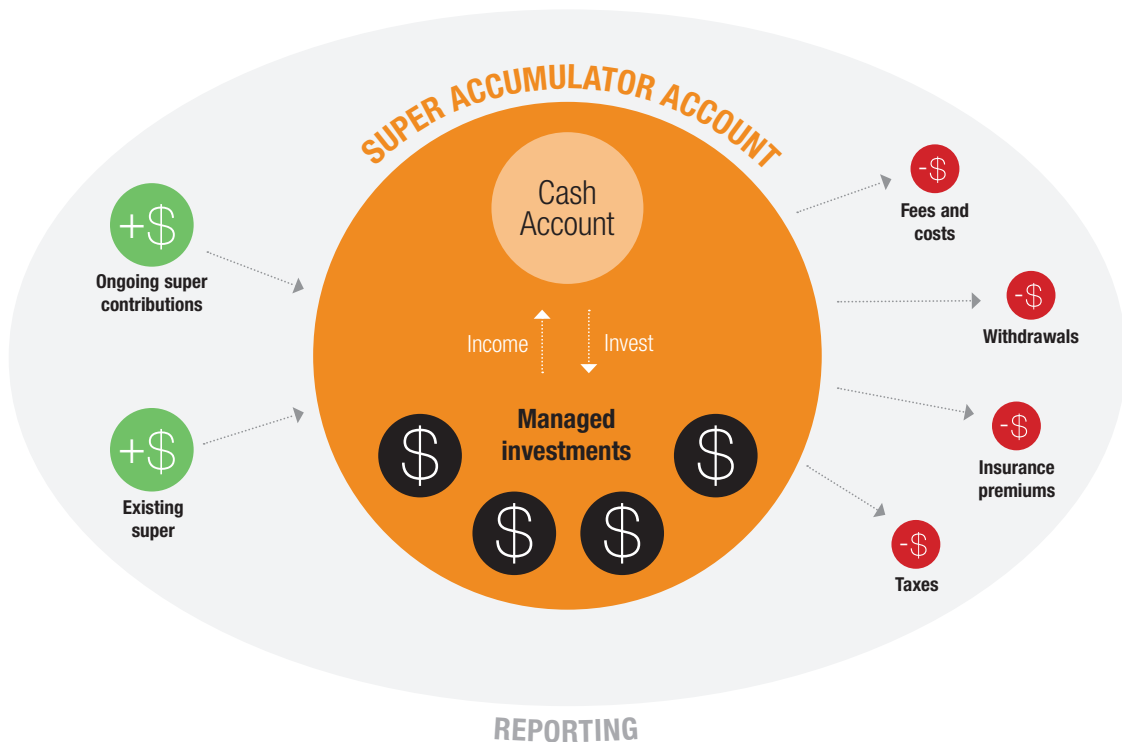 SUPER ACCUMULATOR ACCOUNT
Cash
Account
+$
Ongoing super
contributions
+$
Existing
super
Income
Invest
Managed
investments
$
$
$
$
-$
Fees and
costs
-$
Withdrawals
-$
Insurance
premiums
-$
Taxes
REPORTING